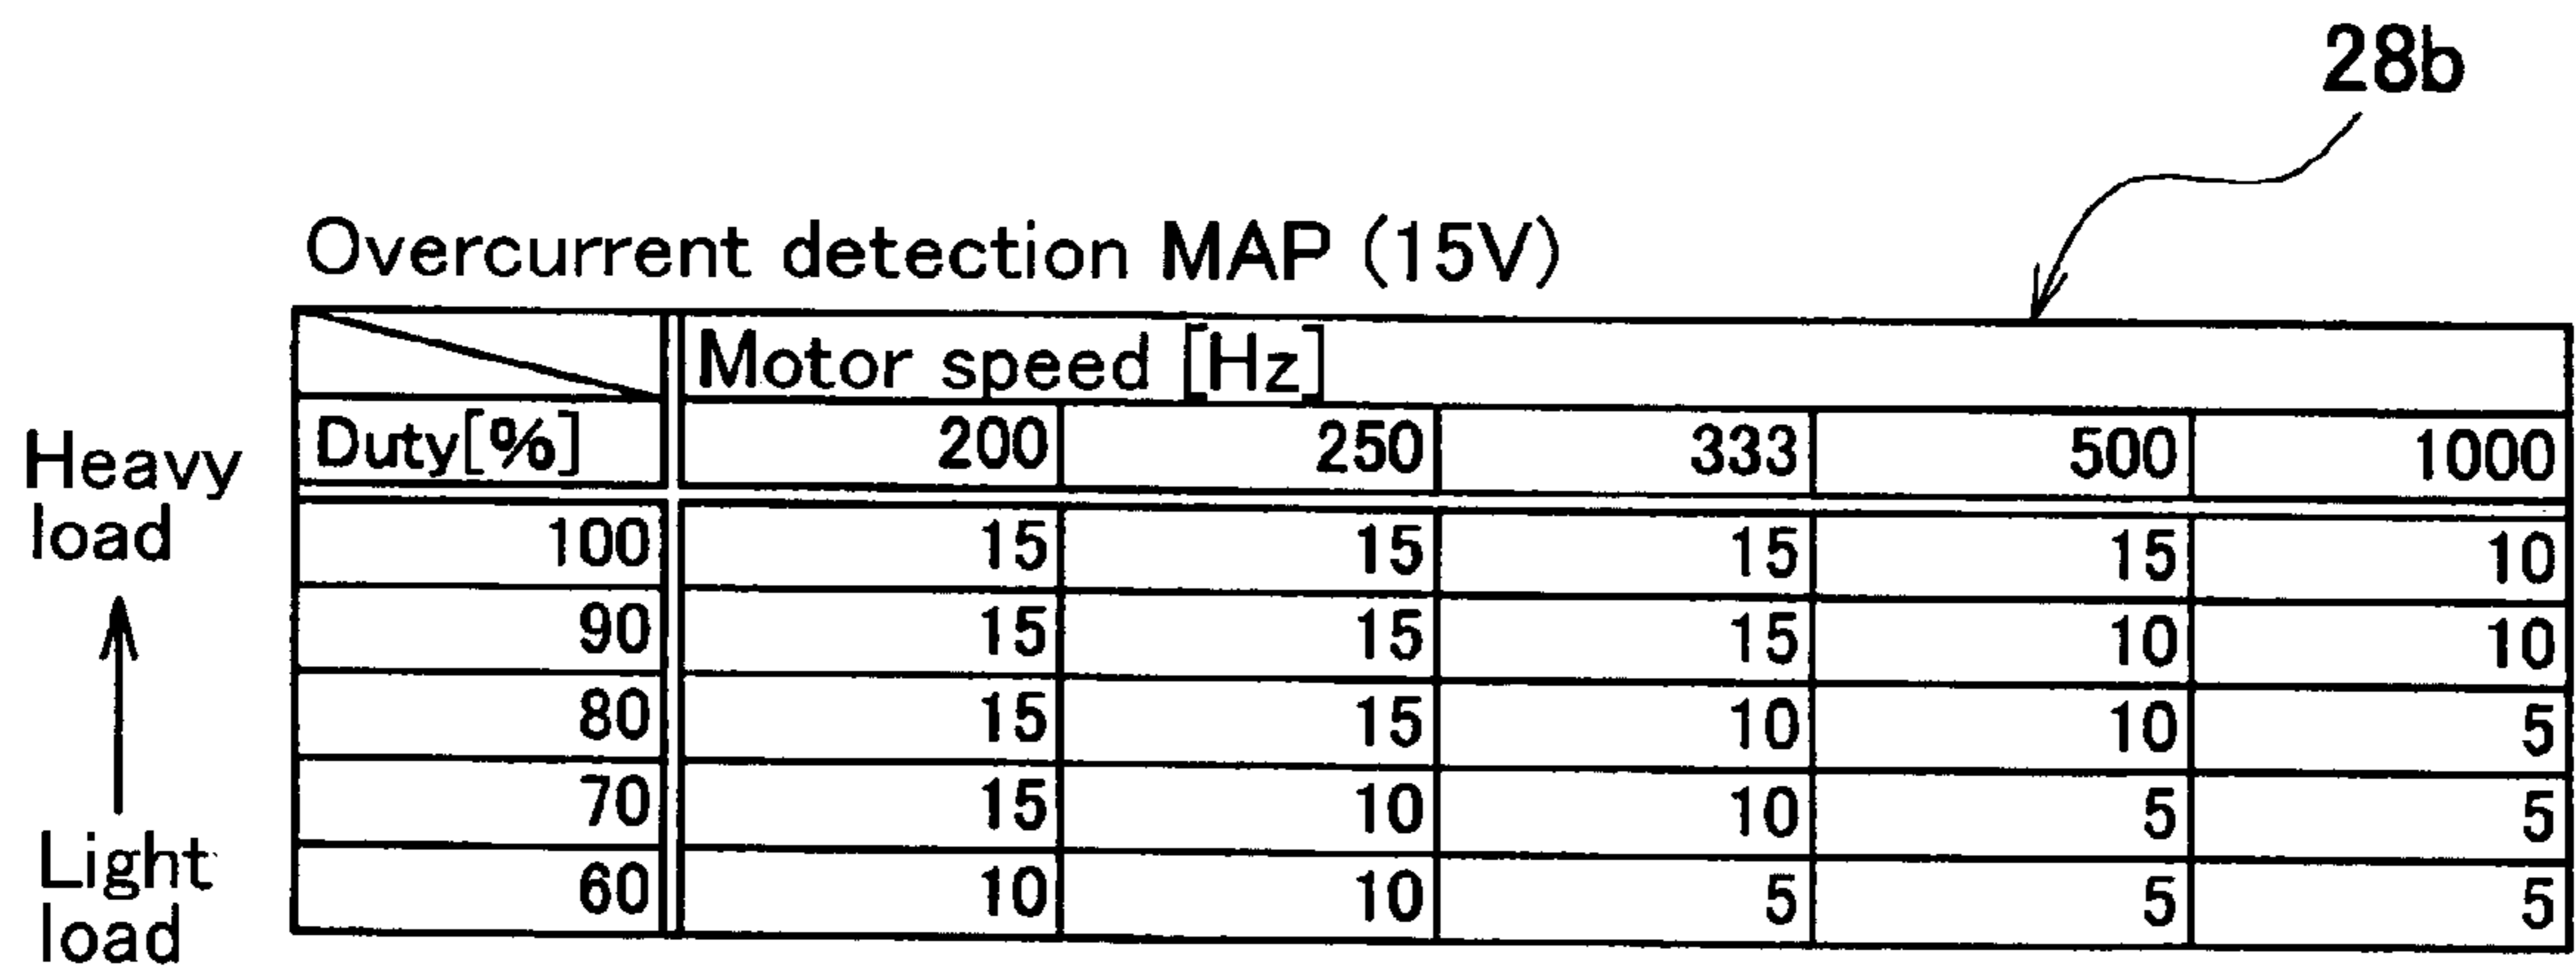 28b
Overcurrent detection MAP (15V)
Motor speed [Hz]
Duty[%] 200 250 333 500 1000
Heavy
load
100 15 15 15 15 10
90 15 15 15 10 10
80 15 15 10 10 5
70 15 10 10 5 5
Light
load
60 10 10 5 5 5